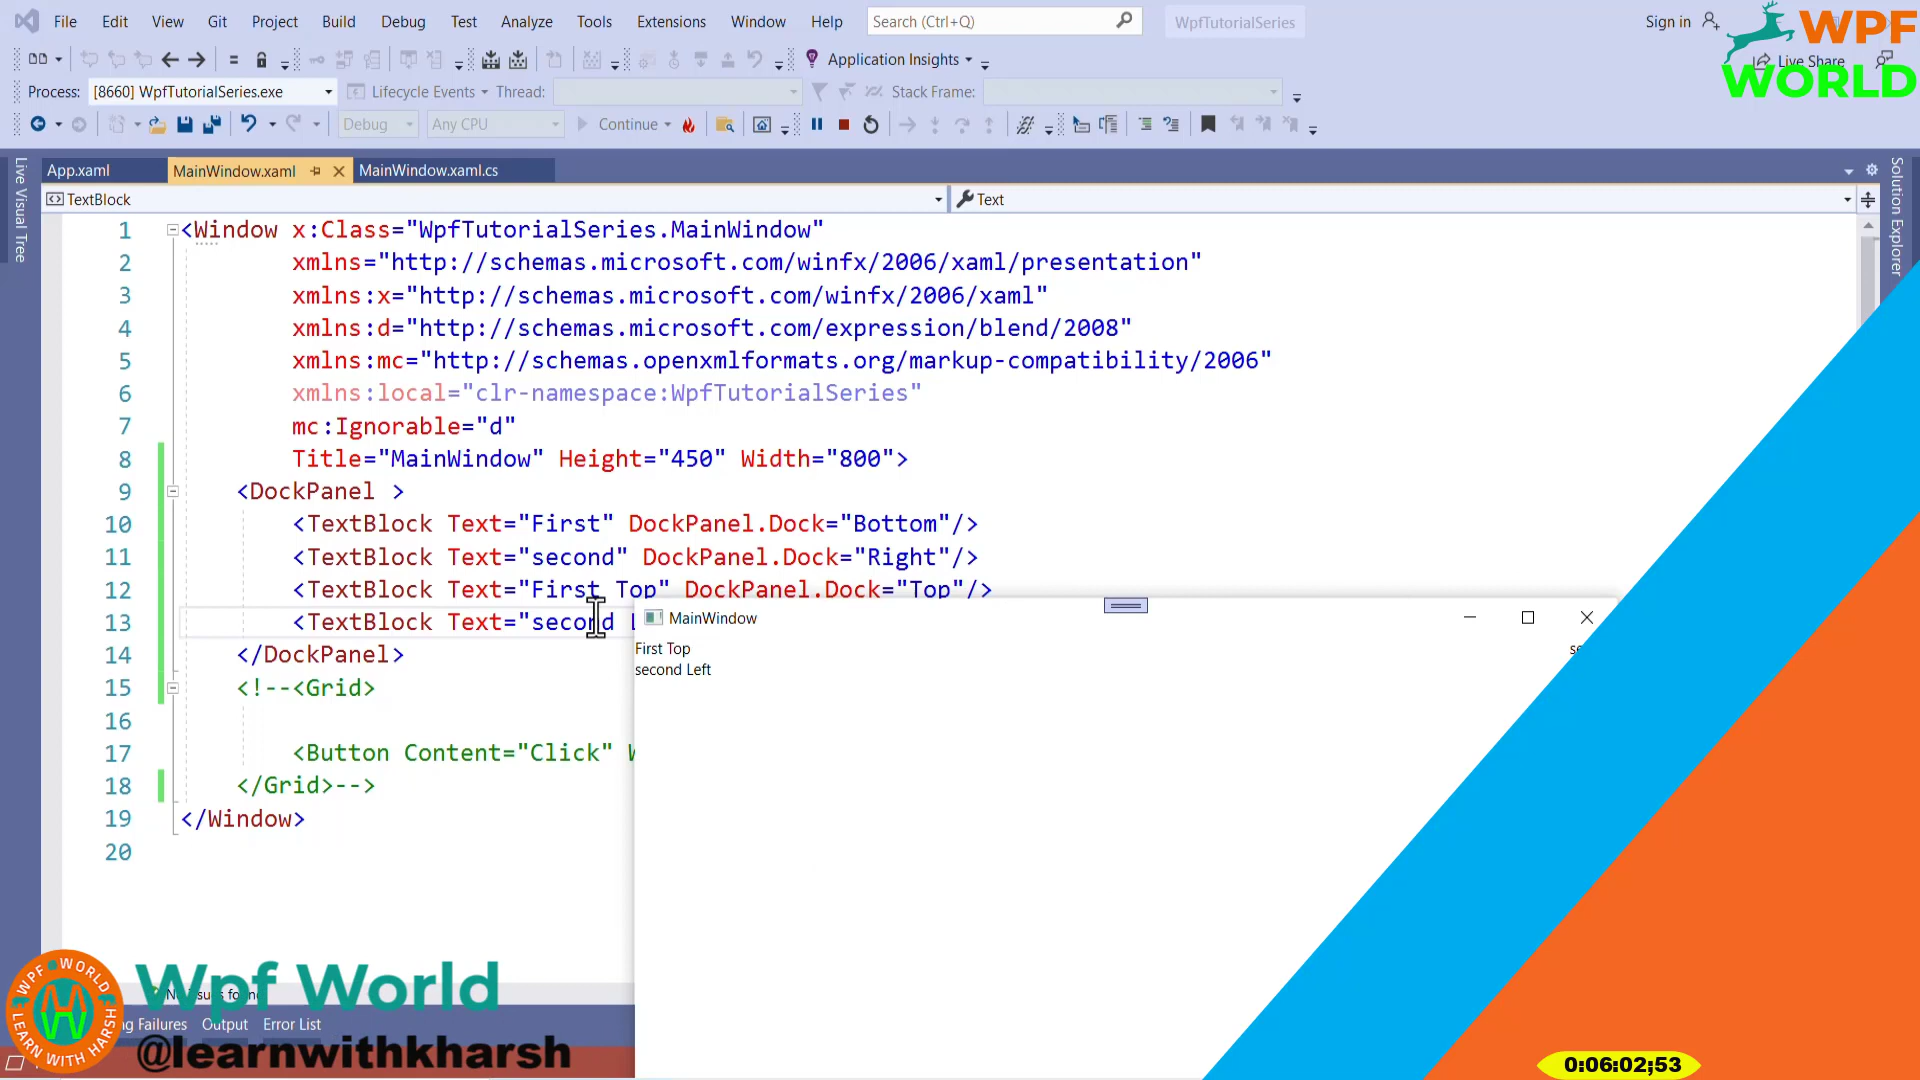 File Edit View Git Project Build Debug Test Analyze Tools Extensions Window Help Search (Ctrl+Q) WpfTutorialSeries Sign in
WPF
WORLD
Application Insights Live Share
Process: [8660] WpfTutorialSeries.exe Lifecycle Events Thread: Stack Frame:
Debug Any CPU Continue
App.xaml MainWindow.xaml MainWindow.xaml.cs
Live Visual Tree
Solution Explorer
TextBlock Text
1 <Window x:Class="WpfTutorialSeries.MainWindow"
2 xmlns="http://schemas.microsoft.com/winfx/2006/xaml/presentation"
3 xmlns:x="http://schemas.microsoft.com/winfx/2006/xaml"
4 xmlns:d="http://schemas.microsoft.com/expression/blend/2008"
5 xmlns:mc="http://schemas.openxmlformats.org/markup-compatibility/2006"
6 xmlns:local="clr-namespace:WpfTutorialSeries"
7 mc:Ignorable="d"
8 Title="MainWindow" Height="450" Width="800">
9 <DockPanel >
10 <TextBlock Text="First" DockPanel.Dock="Bottom"/>
11 <TextBlock Text="second" DockPanel.Dock="Right"/>
12 <TextBlock Text="First Top" DockPanel.Dock="Top"/>
13 <TextBlock Text="second
14 </DockPanel>
15 <!--<Grid>
16
17 <Button Content="Click"
18 </Grid>-->
19 </Window>
20
MainWindow
First Top
second Left
Wpf World
@learnwithkharsh
WPF WORLD
LEARN WITH HARSH
Output Error List
0:06:02;53